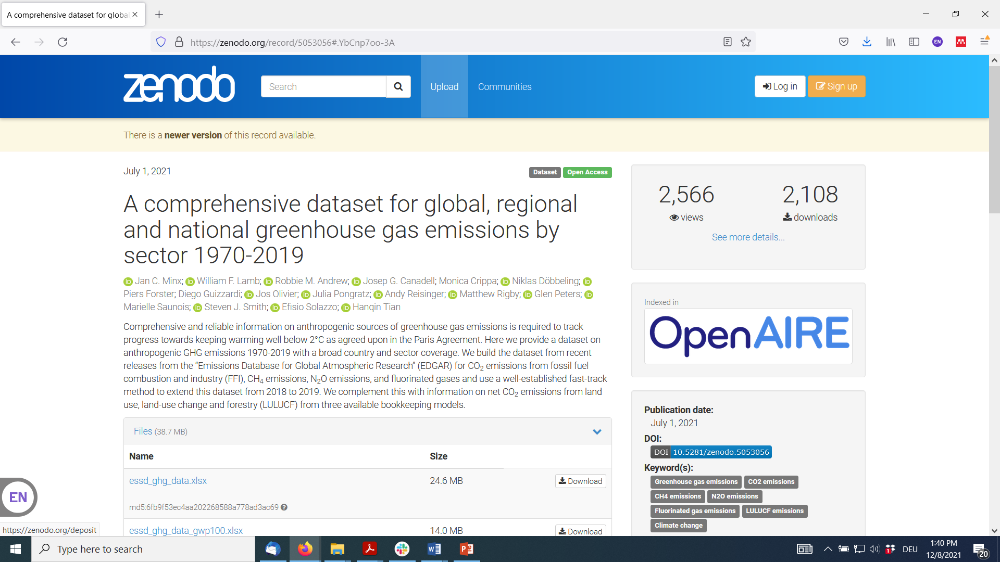 A comprehensive dataset for globa
https://zenodo.org/record/5053056#.YbCnp7oo-3A
EN
zenodo
Search
Upload
Communities
Log in
Sign up
There is a newer version of this record available.
July 1, 2021
Dataset
Open Access
A comprehensive dataset for global, regional
and national greenhouse gas emissions by
sector 1970-2019
Jan C. Minx; William F. Lamb; Robbie M. Andrew; Josep G. Canadell; Monica Crippa; Niklas Döbbeling;
Piers Forster; Diego Guizzardi; Jos Olivier; Julia Pongratz; Andy Reisinger; Matthew Rigby; Glen Peters;
Marielle Saunois; Steven J. Smith; Efisio Solazzo; Hanqin Tian
Comprehensive and reliable information on anthropogenic sources of greenhouse gas emissions is required to track
progress towards keeping warming well below 2°C as agreed upon in the Paris Agreement. Here we provide a dataset on
anthropogenic GHG emissions 1970-2019 with a broad country and sector coverage. We build the dataset from recent
releases from the “Emissions Database for Global Atmospheric Research” (EDGAR) for CO2 emissions from fossil fuel
combustion and industry (FFI), CH4 emissions, N2O emissions, and fluorinated gases and use a well-established fast-track
method to extend this dataset from 2018 to 2019. We complement this with information on net CO2 emissions from land
use, land-use change and forestry (LULUCF) from three available bookkeeping models.
Files (38.7 MB)
Name Size
essd_ghg_data.xlsx 24.6 MB Download
md5:6fb9f53ec4aa202268588a778ad3ac69
essd_ghg_data_gwp100.xlsx 14.0 MB Download
2,566
views
2,108
downloads
See more details...
Indexed in
OpenAIRE
Publication date:
July 1, 2021
DOI:
DOI 10.5281/zenodo.5053056
Keyword(s):
Greenhouse gas emissions CO2 emissions
CH4 emissions N2O emissions
Fluorinated gas emissions LULUCF emissions
Climate change
EN
https://zenodo.org/deposit
Type here to search
DEU
1:40 PM
12/8/2021
20
1